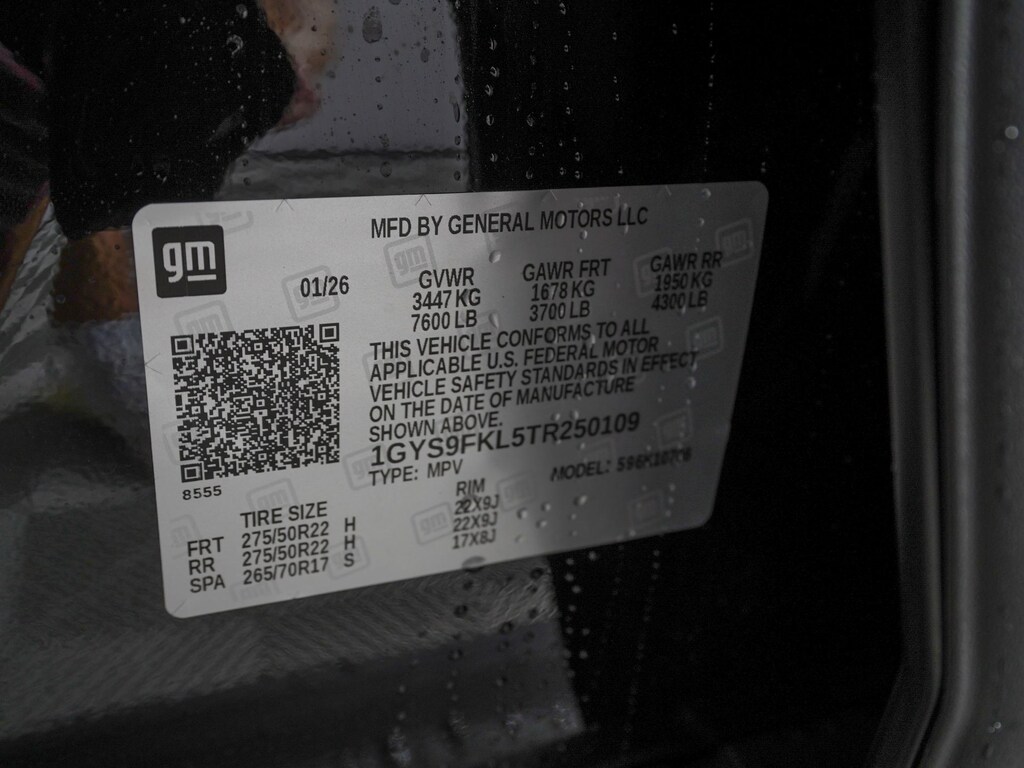 gm
MFD BY GENERAL MOTORS LLC
01/26
GVWR GAWR FRT GAWR RR
3447 KG 1678 KG 1950 KG
7600 LB 3700 LB 4300 LB
THIS VEHICLE CONFORMS TO ALL
APPLICABLE U.S. FEDERAL MOTOR
VEHICLE SAFETY STANDARDS IN EFFECT
ON THE DATE OF MANUFACTURE
SHOWN ABOVE.
1GYS9FKL5TR250109
TYPE: MPV MODEL:
8555
TIRE SIZE RIM
FRT 275/50R22 H 22X9J
RR 275/50R22 H 22X9J
SPA 265/70R17 S 17X8J